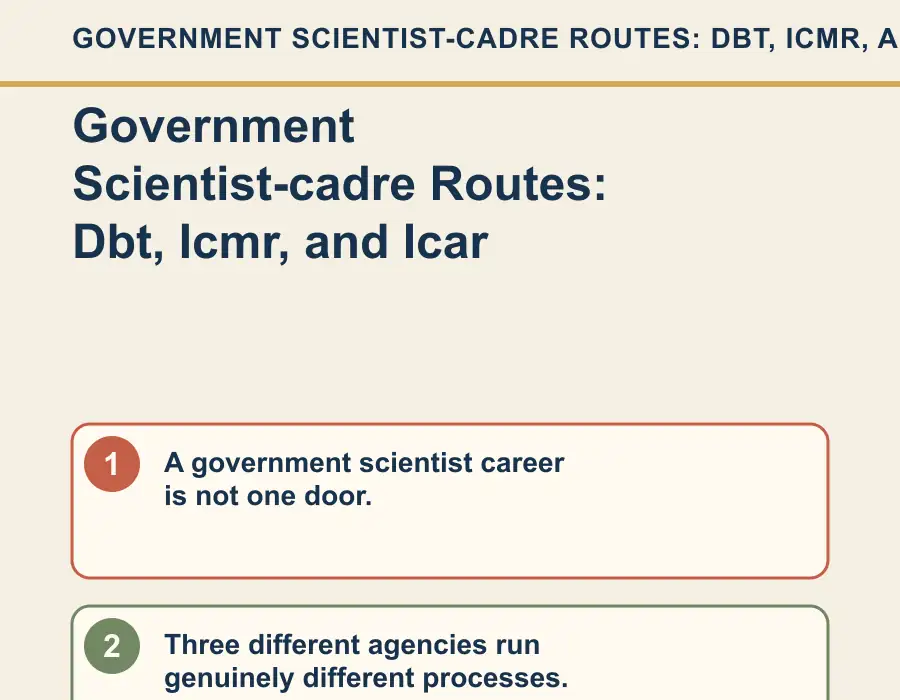 GOVERNMENT SCIENTIST-CADRE ROUTES: DBT, ICMR, A
Government
Scientist-cadre Routes:
Dbt, Icmr, and Icar
1
A government scientist career
is not one door.
2
Three different agencies run
genuinely different processes.